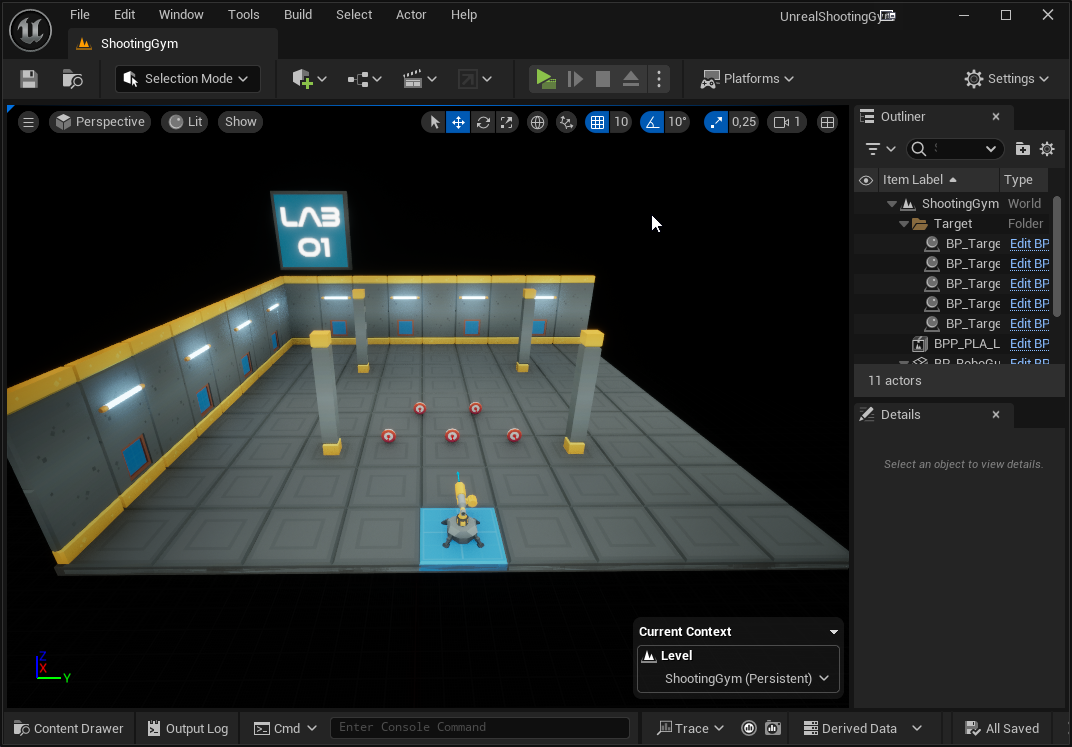 File Edit Window Tools Build Select Actor Help
ShootingGym
Selection Mode
Platforms
Settings
Perspective Lit Show
10 10° 0,25 1
Outliner
Item Label Type
ShootingGym World
Target Folder
BP_Targe Edit BP
BP_Targe Edit BP
BP_Targe Edit BP
BP_Targe Edit BP
BP_Targe Edit BP
BPP_PLA_L Edit BP
11 actors
Details
Select an object to view details.
LAB
01
Z
X
Y
Current Context
Level
ShootingGym (Persistent)
Content Drawer Output Log Cmd Enter Console Command Trace Derived Data All Saved